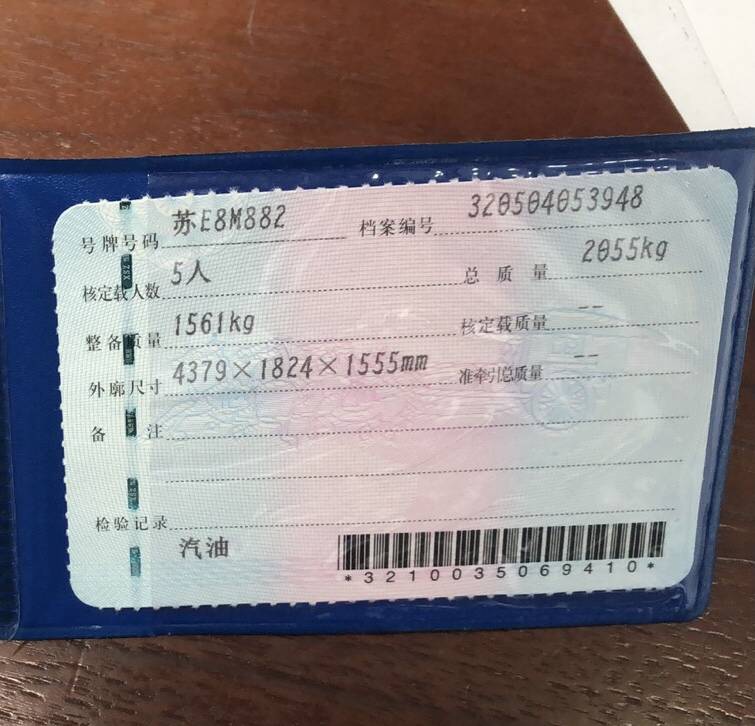 号牌号码 苏E8M882 档案编号 320504053948
核定载人数 5人 总质量 2055kg
整备质量 1561kg 核定载质量 --
外廓尺寸 4379×1824×1555mm 准牵引总质量 --
备注
检验记录
汽油
*3210035069410*